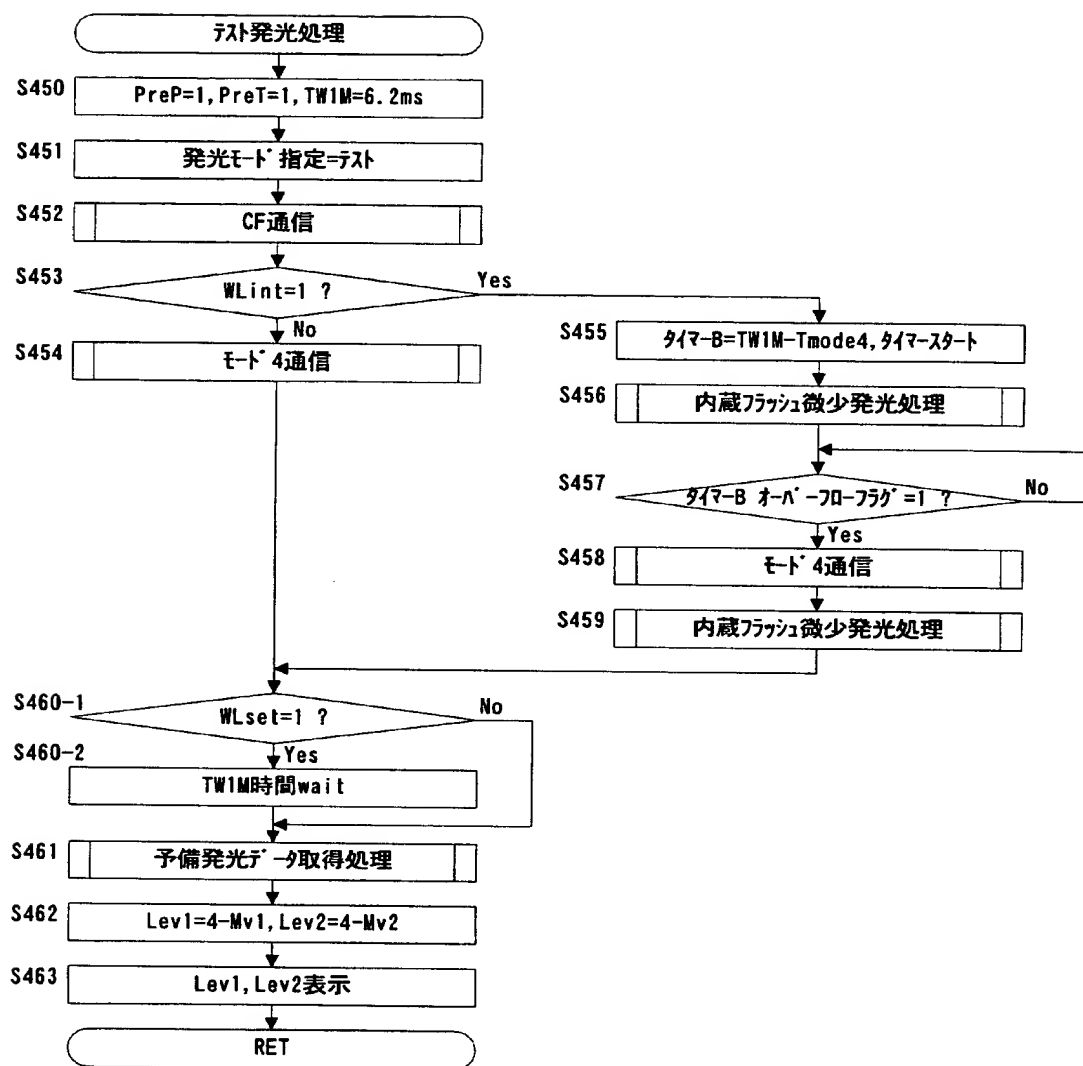 テスト発光処理
S450
PreP=1,PreT=1,TW1M=6.2ms
S451
発光モード指定=テスト
S452
CF通信
S453
WLint=1 ?
Yes
No
S454
モード4通信
S455
タイマーB=TW1M-Tmode4,タイマースタート
S456
内蔵フラッシュ微少発光処理
S457
タイマーB オーバーフローフラグ=1 ?
No
Yes
S458
モード4通信
S459
内蔵フラッシュ微少発光処理
S460-1
WLset=1 ?
No
S460-2
Yes
TW1M時間wait
S461
予備発光データ取得処理
S462
Lev1=4-Mv1,Lev2=4-Mv2
S463
Lev1,Lev2表示
RET